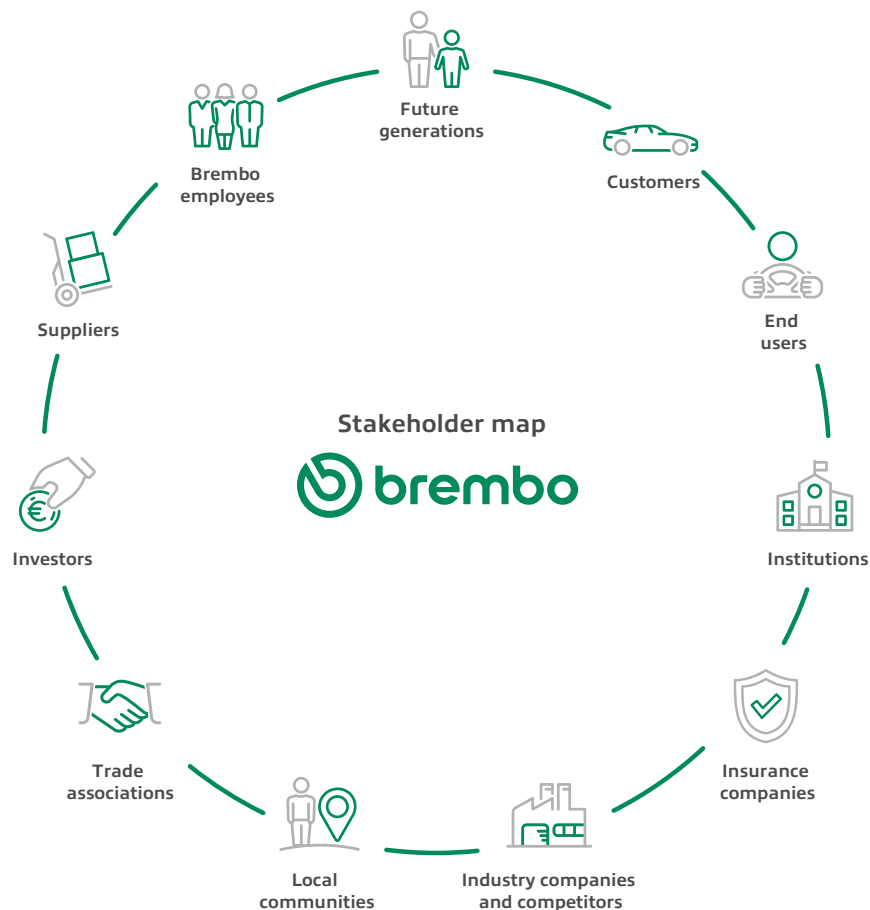 Future
generations
Customers
End
users
Institutions
Insurance
companies
Industry companies
and competitors
Local
communities
Trade
associations
Investors
€
Suppliers
Brembo
employees
Stakeholder map
brembo